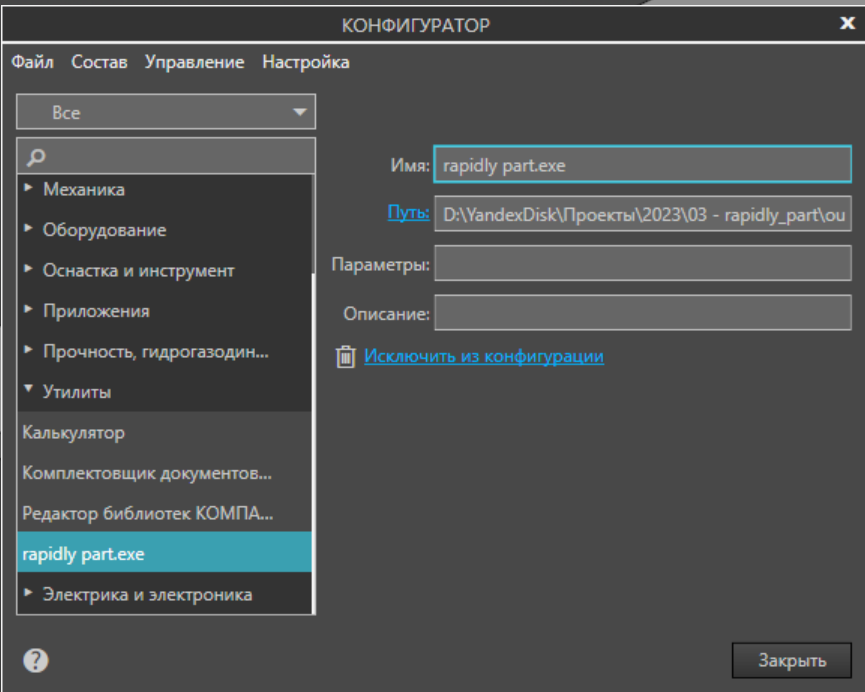 КОНФИГУРАТОР
Файл Состав Управление Настройка
Все
Механика
Оборудование
Оснастка и инструмент
Приложения
Прочность, гидрогазодин...
Утилиты
Калькулятор
Комплектовщик документов...
Редактор библиотек КОМПА...
rapidly part.exe
Электрика и электроника
Имя: rapidly part.exe
Путь: D:\YandexDisk\Проекты\2023\03 - rapidly_part\ou
Параметры:
Описание:
Исключить из конфигурации
Закрыть